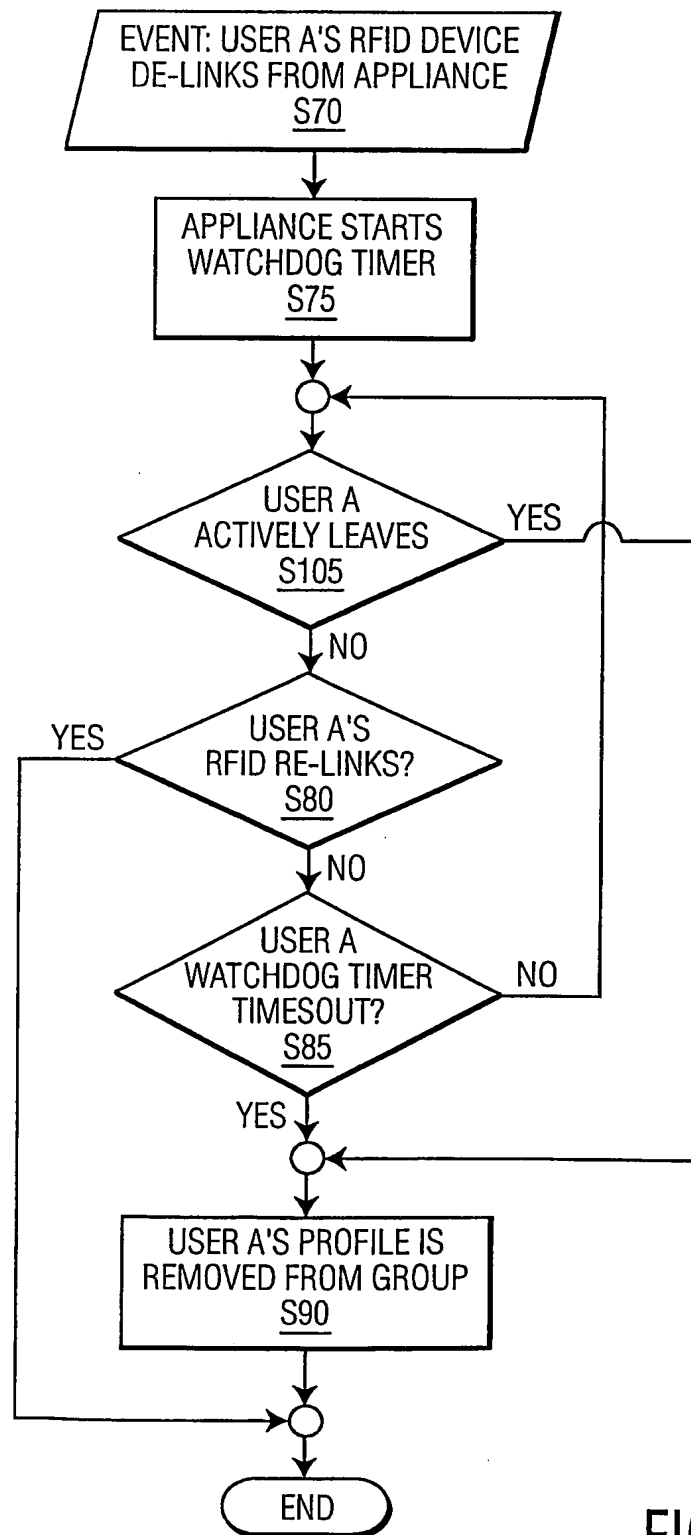 EVENT: USER A'S RFID DEVICE
DE-LINKS FROM APPLIANCE
S70
APPLIANCE STARTS
WATCHDOG TIMER
S75
USER A
ACTIVELY LEAVES
S105
YES
NO
YES
USER A'S
RFID RE-LINKS?
S80
NO
USER A
WATCHDOG TIMER
TIMESOUT?
S85
NO
YES
USER A'S PROFILE IS
REMOVED FROM GROUP
S90
END